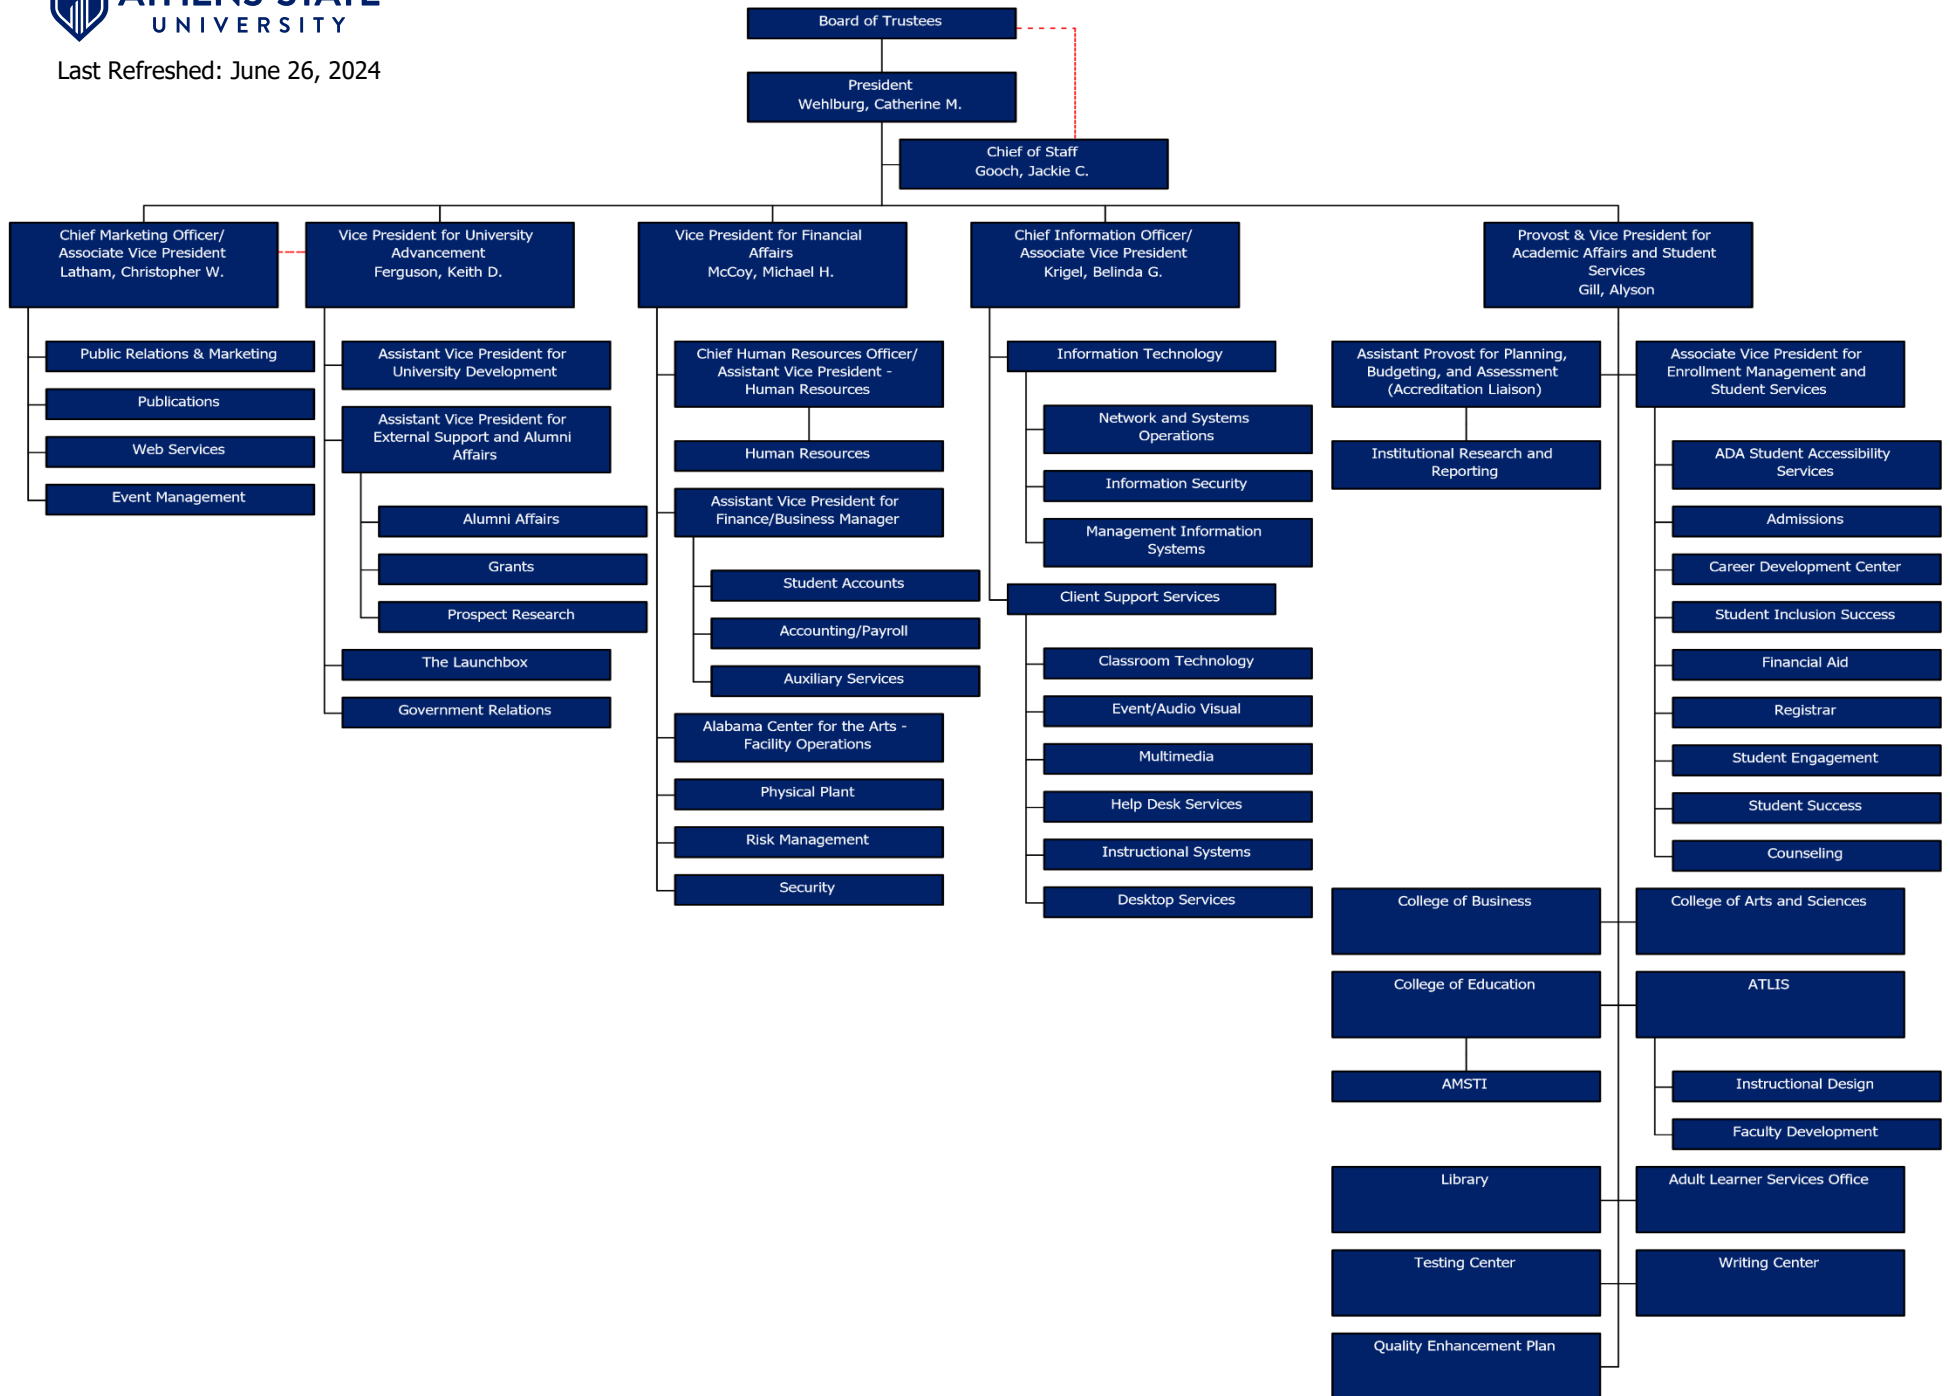 ATHENS STATE
UNIVERSITY
Last Refreshed: June 26, 2024
Board of Trustees
President
Wehlburg, Catherine M.
Chief of Staff
Gooch, Jackie C.
Chief Marketing Officer/
Associate Vice President
Latham, Christopher W.
Public Relations & Marketing
Publications
Web Services
Event Management
Vice President for University
Advancement
Ferguson, Keith D.
Assistant Vice President for
University Development
Assistant Vice President for
External Support and Alumni
Affairs
Alumni Affairs
Grants
Prospect Research
The Launchbox
Government Relations
Vice President for Financial
Affairs
McCoy, Michael H.
Chief Human Resources Officer/
Assistant Vice President -
Human Resources
Human Resources
Assistant Vice President for
Finance/Business Manager
Student Accounts
Accounting/Payroll
Auxiliary Services
Alabama Center for the Arts -
Facility Operations
Physical Plant
Risk Management
Security
Chief Information Officer/
Associate Vice President
Krigel, Belinda G.
Information Technology
Network and Systems
Operations
Information Security
Management Information
Systems
Client Support Services
Classroom Technology
Event/Audio Visual
Multimedia
Help Desk Services
Instructional Systems
Desktop Services
Provost & Vice President for
Academic Affairs and Student
Services
Gill, Alyson
Assistant Provost for Planning,
Budgeting, and Assessment
(Accreditation Liaison)
Institutional Research and
Reporting
Associate Vice President for
Enrollment Management and
Student Services
ADA Student Accessibility
Services
Admissions
Career Development Center
Student Inclusion Success
Financial Aid
Registrar
Student Engagement
Student Success
Counseling
College of Business
College of Arts and Sciences
College of Education
ATLIS
AMSTI
Instructional Design
Faculty Development
Library
Adult Learner Services Office
Testing Center
Writing Center
Quality Enhancement Plan